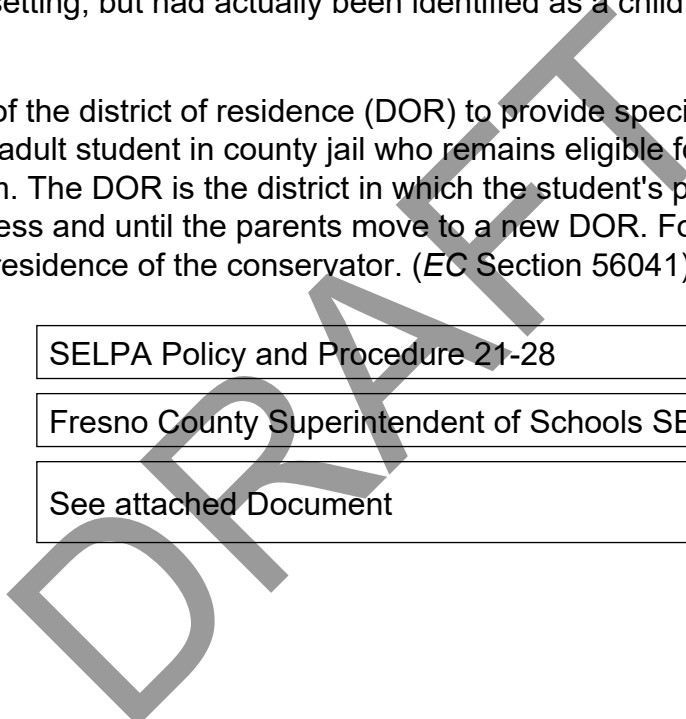 setting, but had actually been identified as a child
of the district of residence (DOR) to provide speci
adult student in county jail who remains eligible fo
n. The DOR is the district in which the student's p
ess and until the parents move to a new DOR. Fo
residence of the conservator. (EC Section 56041)
SELPA Policy and Procedure 21-28
Fresno County Superintendent of Schools SE
See attached Document
DRAFT